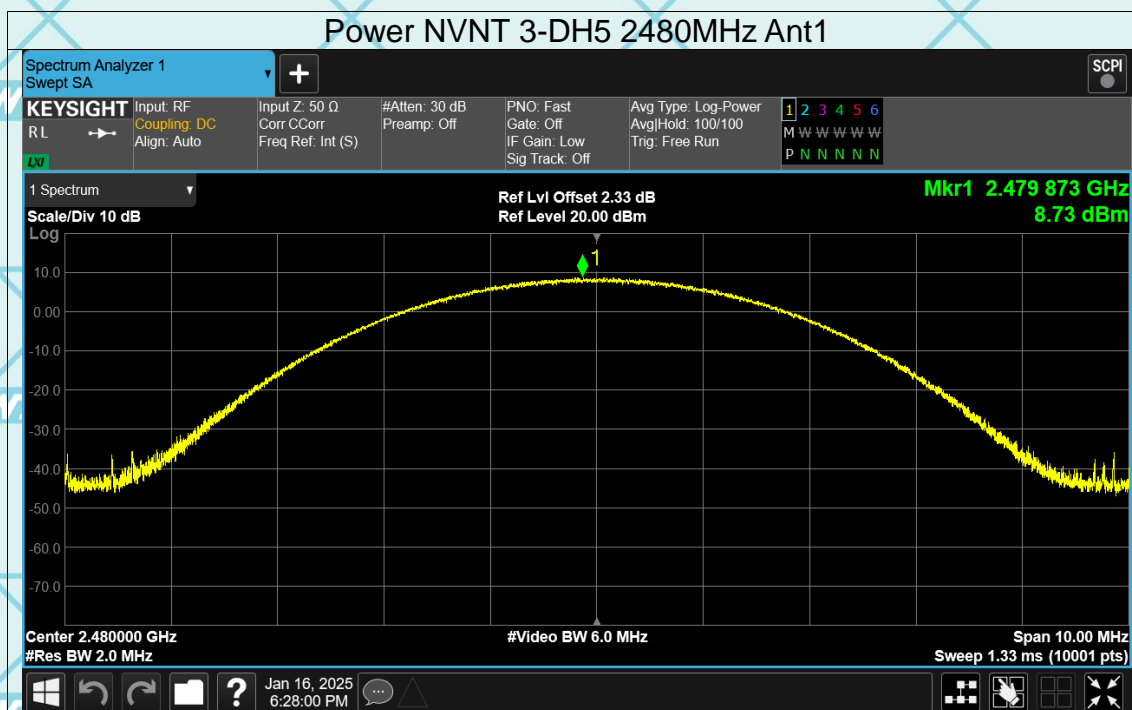 Power NVNT 3-DH5 2480MHz Ant1
Spectrum Analyzer 1
Swept SA
SCPI
KEYSIGHT
RL
LXI
Input: RF
Coupling: DC
Align: Auto
Input Z: 50 Ω
Corr CCorr
Freq Ref: Int (S)
#Atten: 30 dB
Preamp: Off
PNO: Fast
Gate: Off
IF Gain: Low
Sig Track: Off
Avg Type: Log-Power
Avg|Hold: 100/100
Trig: Free Run
1 2 3 4 5 6
M W W W W W
P N N N N N
1 Spectrum
Scale/Div 10 dB
Ref Lvl Offset 2.33 dB
Ref Level 20.00 dBm
Mkr1 2.479 873 GHz
8.73 dBm
Log
1
10.0
0.00
-10.0
-20.0
-30.0
-40.0
-50.0
-60.0
-70.0
Center 2.480000 GHz
#Video BW 6.0 MHz
Span 10.00 MHz
#Res BW 2.0 MHz
Sweep 1.33 ms (10001 pts)
?
Jan 16, 2025
6:28:00 PM